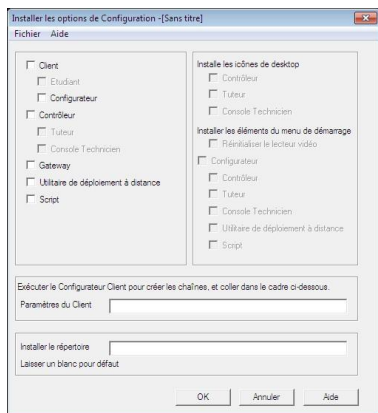 Installer les options de Configuration -[Sans titre]
Fichier Aide
Client
Etudiant
Configurateur
Contrôleur
Tuteur
Console Technicien
Gateway
Utilitaire de déploiement à distance
Script
Installe les icônes de desktop
Contrôleur
Tuteur
Console Technicien
Installer les éléments du menu de démarrage
Réinitialiser le lecteur vidéo
Configurateur
Contrôleur
Tuteur
Console Technicien
Utilitaire de déploiement à distance
Script
Exécuter le Configurateur Client pour créer les chaînes, et coller dans le cadre ci-dessous.
Paramètres du Client
Installer le répertoire
Laisser un blanc pour défaut
OK Annuler Aide